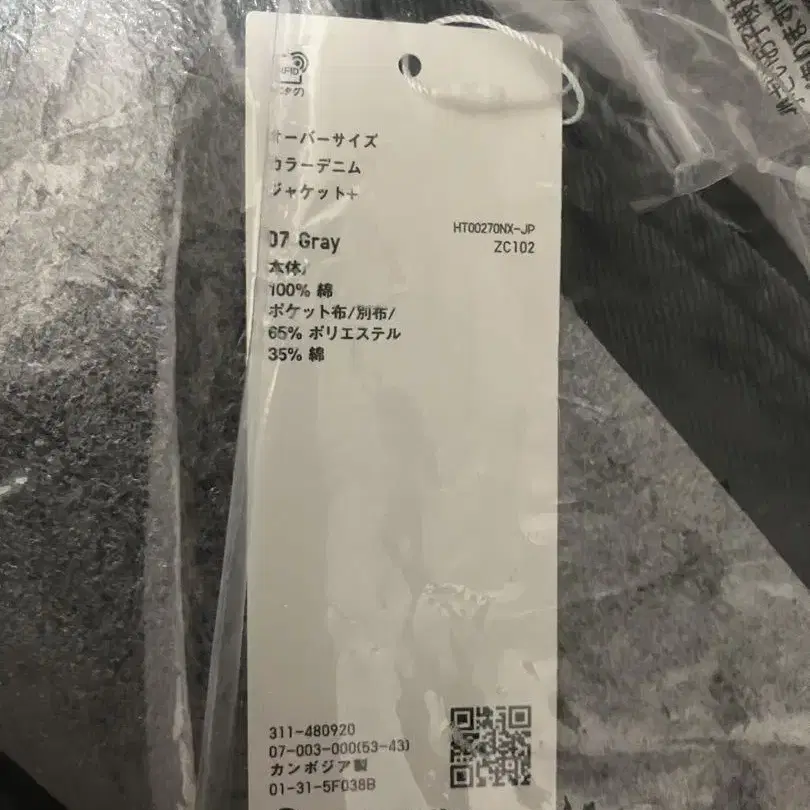 RFID
タグ)
オーバーサイズ
カラーデニム
ジャケット+
07 Gray
HT00270NX-JP
ZC102
本体/
100% 綿
ポケット布/別布/
65% ポリエステル
35% 綿
311-480920
07-003-000(53-43)
カンボジア製
01-31-5F038B